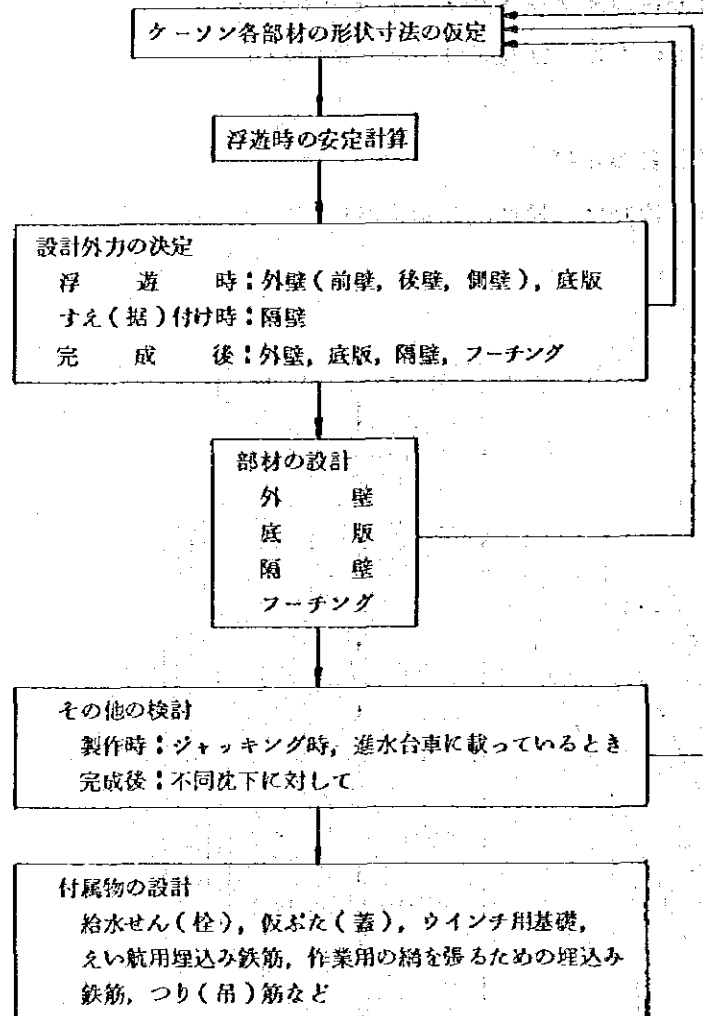 ケーソン各部材の形状寸法の仮定
浮遊時の安定計算
設計外力の決定
浮遊時:外壁(前壁,後壁,側壁),底版
すえ(据)付け時:隔壁
完成後:外壁,底版,隔壁,フーチング
部材の設計
外壁
底版
隔壁
フーチング
その他の検討
製作時:ジャッキング時,進水台車に載っているとき
完成後:不同沈下に対して
付属物の設計
給水せん(栓),仮ぶた(蓋),ウインチ用基礎,
えい航用埋込み鉄筋,作業用の網を張るための埋込み
鉄筋,つり(吊)筋など